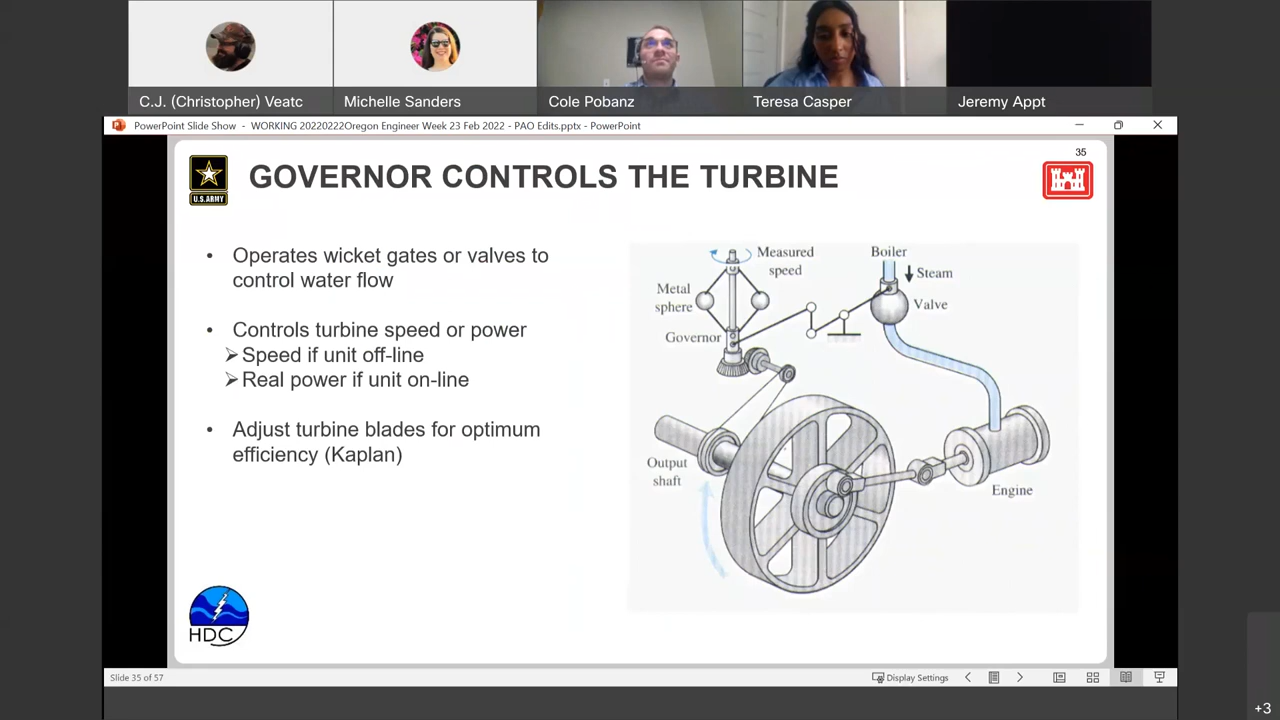 C.J. (Christopher) Veatc
Michelle Sanders
Cole Pobanz
Teresa Casper
Jeremy Appt
PowerPoint Slide Show - WORKING 20220222Oregon Engineer Week 23 Feb 2022 - PAO Edits.pptx - PowerPoint
35
U.S.ARMY
GOVERNOR CONTROLS THE TURBINE
• Operates wicket gates or valves to
control water flow
• Controls turbine speed or power
➢Speed if unit off-line
➢Real power if unit on-line
• Adjust turbine blades for optimum
efficiency (Kaplan)
Measured
speed
Boiler
Steam
Metal
sphere
Valve
Governor
Output
shaft
Engine
HDC
Slide 35 of 57
Display Settings
+3